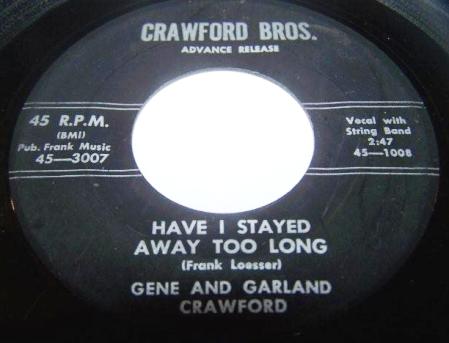 CRAWFORD BROS.
ADVANCE RELEASE
45 R.P.M.
(BMI)
Pub. Frank Music
45—3007
Vocal with
String Band
2:47
45—1008
HAVE I STAYED
AWAY TOO LONG
(Frank Loesser)
GENE AND GARLAND
CRAWFORD